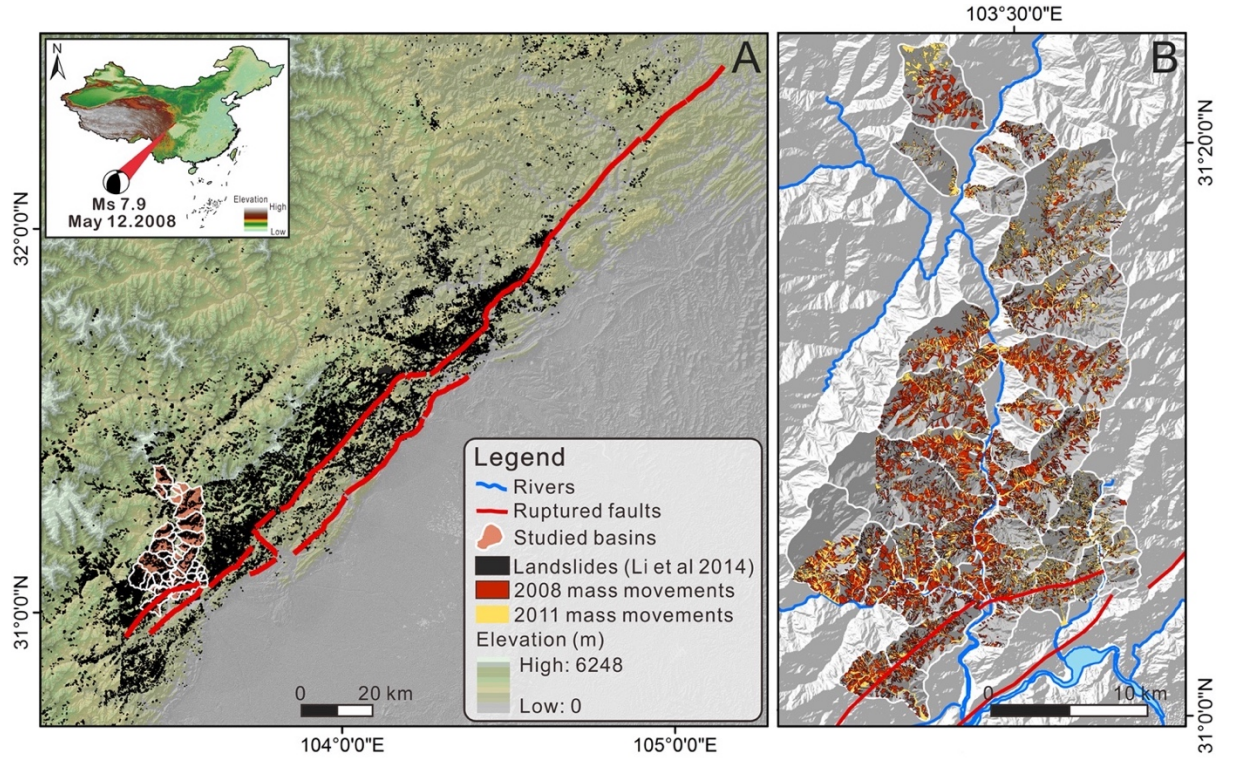 103°30'0"E
A
B
N
Ms 7.9
May 12.2008
Elevation
High
Low
32°0'0"N
31°0'0"N
104°0'0"E
105°0'0"E
0 20 km
Legend
Rivers
Ruptured faults
Studied basins
Landslides (Li et al 2014)
2008 mass movements
2011 mass movements
Elevation (m)
High: 6248
Low: 0
31°20'0"N
31°0'0"N
0 10 km